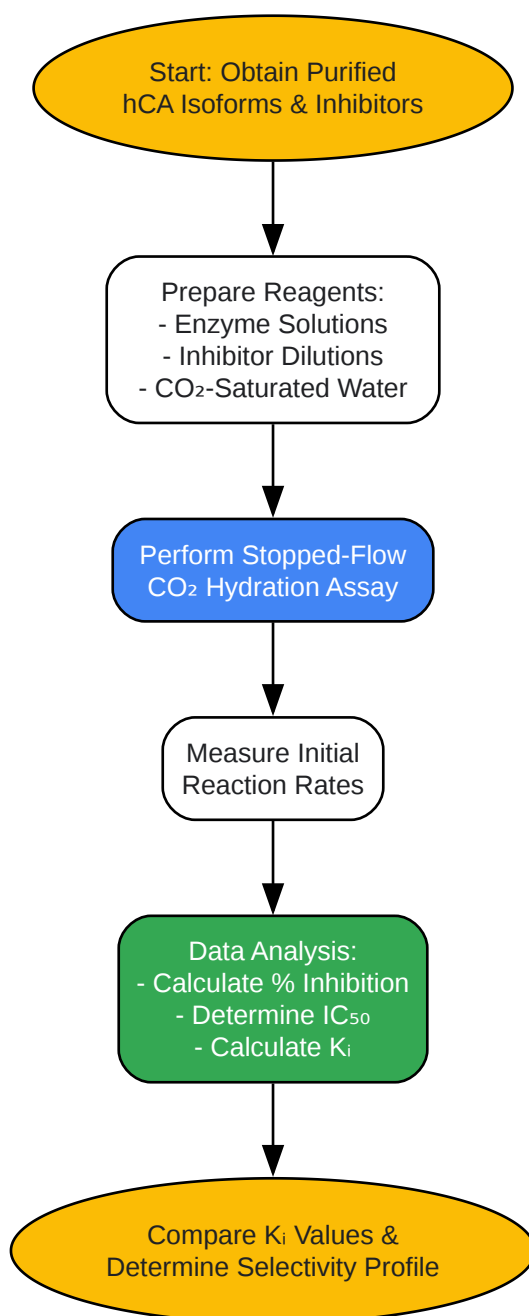 Start: Obtain Purified
hCA Isoforms & Inhibitors
Prepare Reagents:
- Enzyme Solutions
- Inhibitor Dilutions
- CO₂-Saturated Water
Perform Stopped-Flow
CO₂ Hydration Assay
Measure Initial
Reaction Rates
Data Analysis:
- Calculate % Inhibition
- Determine IC₅₀
- Calculate Kᵢ
Compare Kᵢ Values &
Determine Selectivity Profile